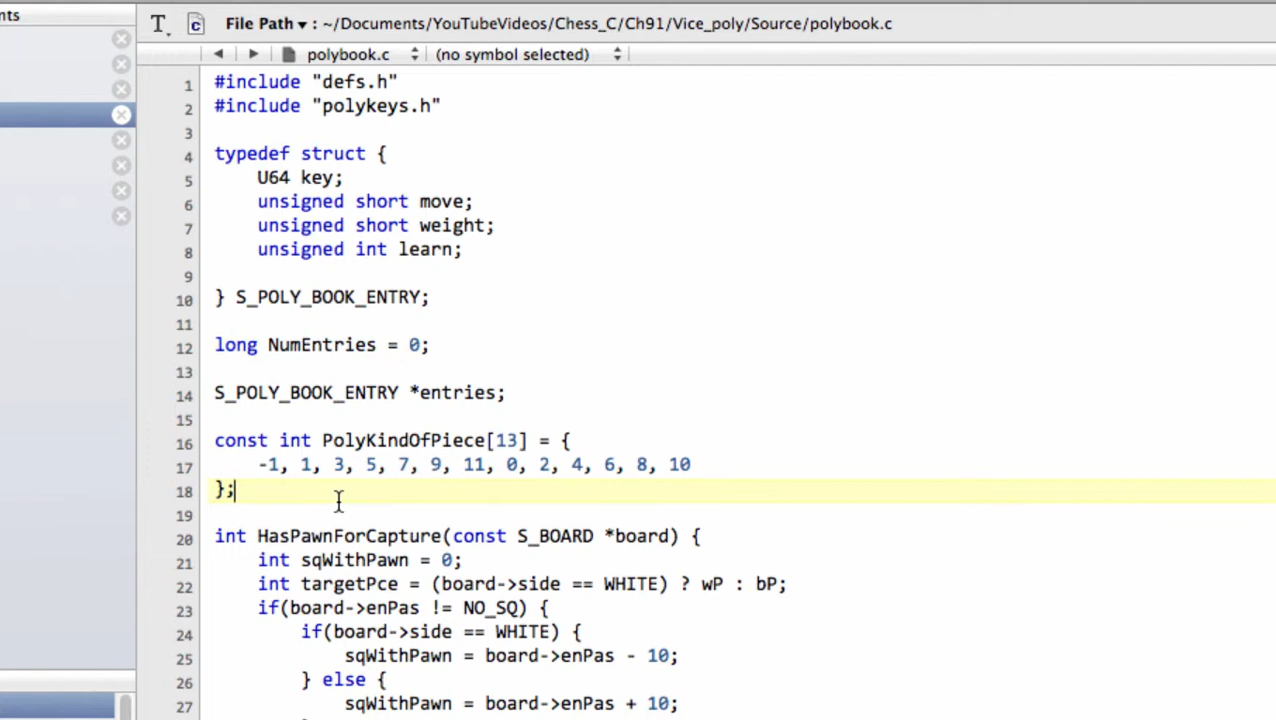 nts
T File Path ▾ : ~/Documents/YouTubeVideos/Chess_C/Ch91/Vice_poly/Source/polybook.c
polybook.c (no symbol selected)
1 #include "defs.h"
2 #include "polykeys.h"
3
4 typedef struct {
5 U64 key;
6 unsigned short move;
7 unsigned short weight;
8 unsigned int learn;
9
10 } S_POLY_BOOK_ENTRY;
11
12 long NumEntries = 0;
13
14 S_POLY_BOOK_ENTRY *entries;
15
16 const int PolyKindOfPiece[13] = {
17 -1, 1, 3, 5, 7, 9, 11, 0, 2, 4, 6, 8, 10
18 };
19
20 int HasPawnForCapture(const S_BOARD *board) {
21 int sqWithPawn = 0;
22 int targetPce = (board->side == WHITE) ? wP : bP;
23 if(board->enPas != NO_SQ) {
24 if(board->side == WHITE) {
25 sqWithPawn = board->enPas - 10;
26 } else {
27 sqWithPawn = board->enPas + 10;